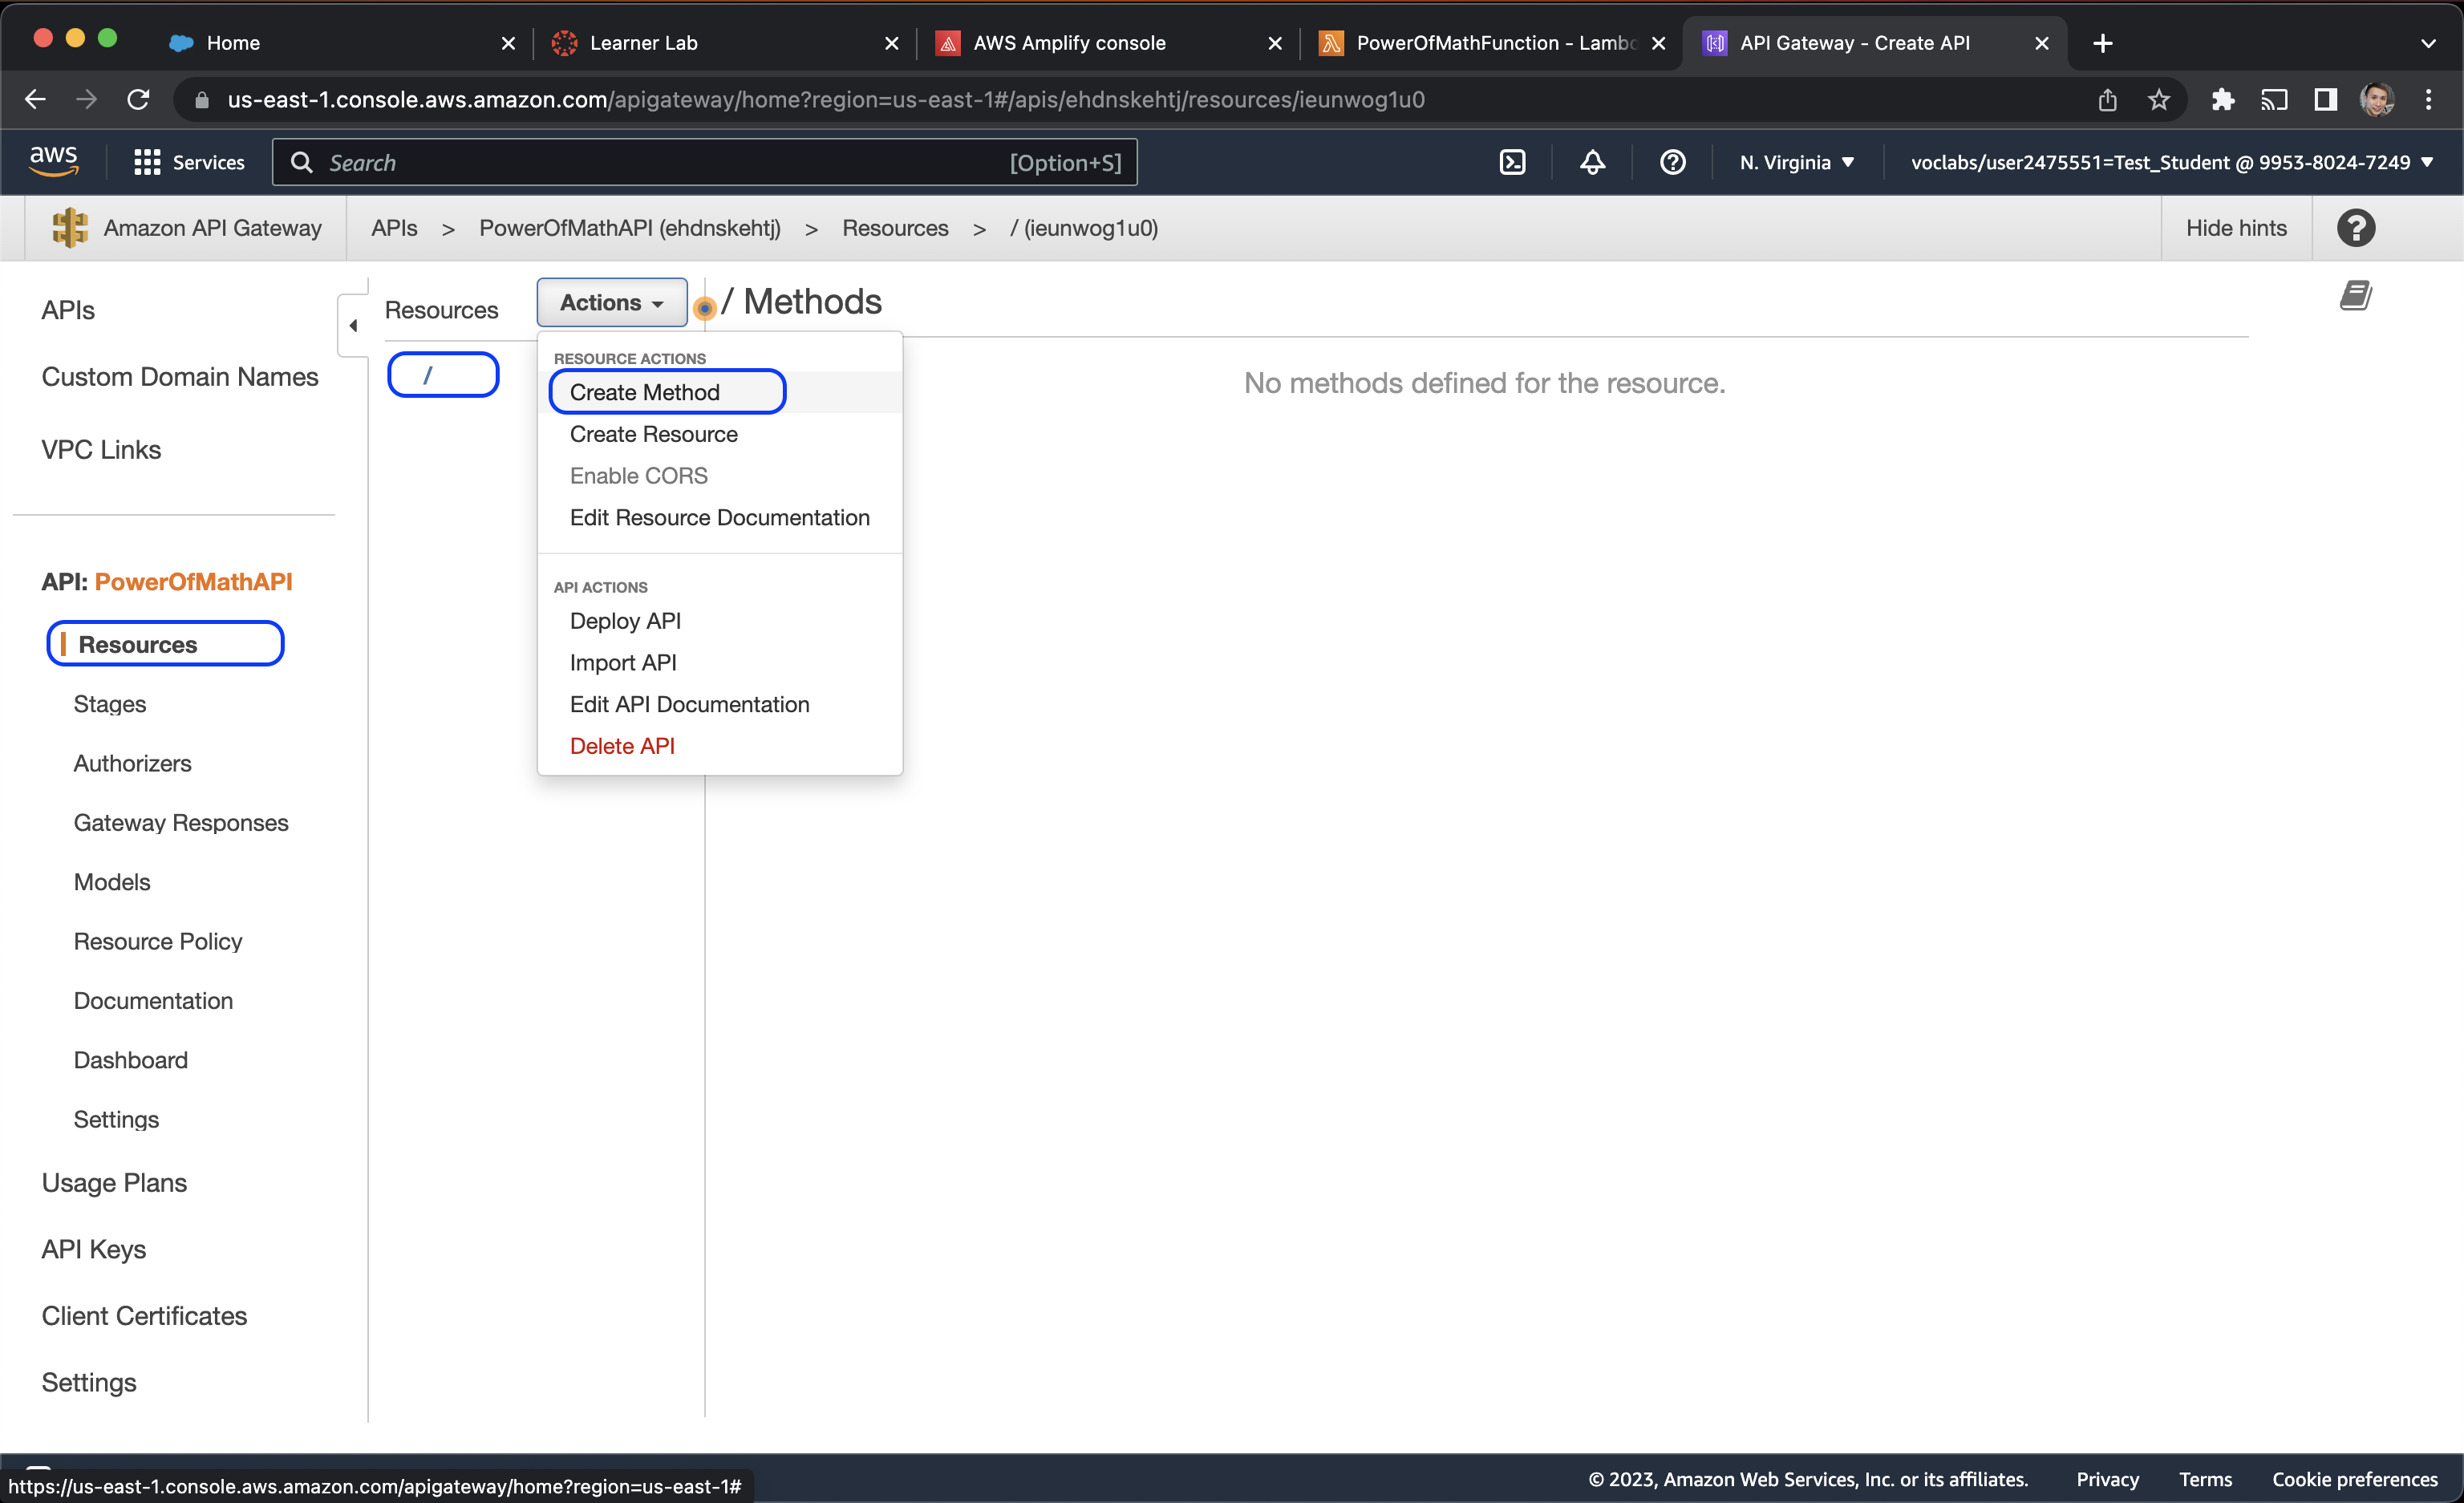 Home
Learner Lab
AWS Amplify console
PowerOfMathFunction - Lambd
API Gateway - Create API
us-east-1.console.aws.amazon.com/apigateway/home?region=us-east-1#/apis/ehdnskehtj/resources/ieunwog1u0
aws
Services
Search
[Option+S]
N. Virginia
voclabs/user2475551=Test_Student @ 9953-8024-7249
Amazon API Gateway
APIs > PowerOfMathAPI (ehdnskehtj) > Resources > / (ieunwog1u0)
Hide hints
APIs
Custom Domain Names
VPC Links
API: PowerOfMathAPI
Resources
Stages
Authorizers
Gateway Responses
Models
Resource Policy
Documentation
Dashboard
Settings
Usage Plans
API Keys
Client Certificates
Settings
Resources
Actions
/
/ Methods
RESOURCE ACTIONS
Create Method
Create Resource
Enable CORS
Edit Resource Documentation
API ACTIONS
Deploy API
Import API
Edit API Documentation
Delete API
No methods defined for the resource.
https://us-east-1.console.aws.amazon.com/apigateway/home?region=us-east-1#
© 2023, Amazon Web Services, Inc. or its affiliates.
Privacy
Terms
Cookie preferences